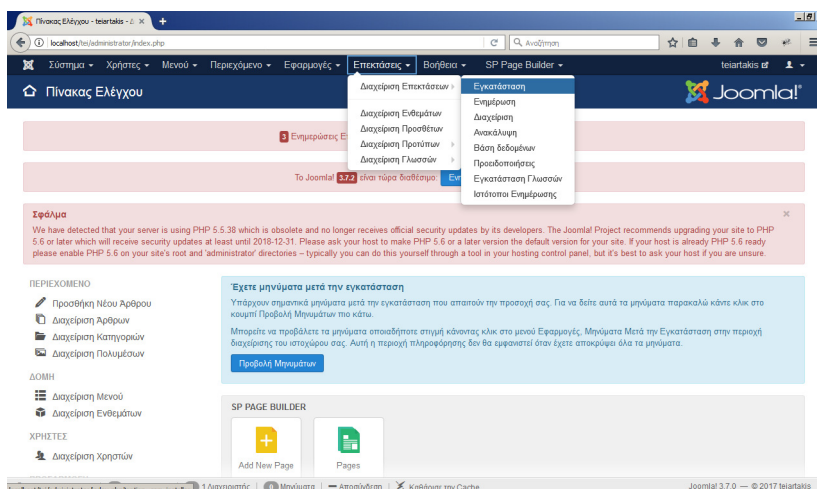 Πίνακας Ελέγχου - teiartakis - Δ × +
localhost/tei/administrator/index.php
Αναζήτηση
Σύστημα Χρήστες Μενού Περιεχόμενο Εφαρμογές Επεκτάσεις Βοήθεια SP Page Builder teiartakis
Πίνακας Ελέγχου
Joomla!®
Διαχείριση Επεκτάσεων
Διαχείριση Ενθεμάτων
Διαχείριση Προσθέτων
Διαχείριση Προτύπων
Διαχείριση Γλωσσών
Εγκατάσταση
Ενημέρωση
Διαχείριση
Ανακάλυψη
Βάση δεδομένων
Προειδοποιήσεις
Εγκατάσταση Γλωσσών
Ιστότοποι Ενημέρωσης
3 Ενημερώσεις
Το Joomla! 3.7.2 είναι τώρα διαθέσιμο:
Σφάλμα ×
We have detected that your server is using PHP 5.5.38 which is obsolete and no longer receives official security updates by its developers. The Joomla! Project recommends upgrading your site to PHP
5.6 or later which will receive security updates at least until 2018-12-31. Please ask your host to make PHP 5.6 or a later version the default version for your site. If your host is already PHP 5.6 ready
please enable PHP 5.6 on your site's root and 'administrator' directories – typically you can do this yourself through a tool in your hosting control panel, but it's best to ask your host if you are unsure.
ΠΕΡΙΕΧΟΜΕΝΟ
Προσθήκη Νέου Άρθρου
Διαχείριση Άρθρων
Διαχείριση Κατηγοριών
Διαχείριση Πολυμέσων
ΔΟΜΗ
Διαχείριση Μενού
Διαχείριση Ενθεμάτων
ΧΡΗΣΤΕΣ
Διαχείριση Χρηστών
Έχετε μηνύματα μετά την εγκατάσταση
Υπάρχουν σημαντικά μηνύματα μετά την εγκατάσταση που απαιτούν την προσοχή σας. Για να δείτε αυτά τα μηνύματα παρακαλώ κάντε κλικ στο
κουμπί Προβολή Μηνυμάτων πιο κάτω.
Μπορείτε να προβάλετε τα μηνύματα οποιαδήποτε στιγμή κάνοντας κλικ στο μενού Εφαρμογές, Μηνύματα Μετά την Εγκατάσταση στην περιοχή
διαχείρισης του ιστοχώρου σας. Αυτή η περιοχή πληροφόρησης δεν θα εμφανιστεί όταν έχετε αποκρύψει όλα τα μηνύματα.
Προβολή Μηνυμάτων
SP PAGE BUILDER
Add New Page
Pages
1 Διαχειριστής 0 Μηνύματα Αποσύνδεση Καθάρισε την Cache Joomla! 3.7.0 — © 2017 teiartakis